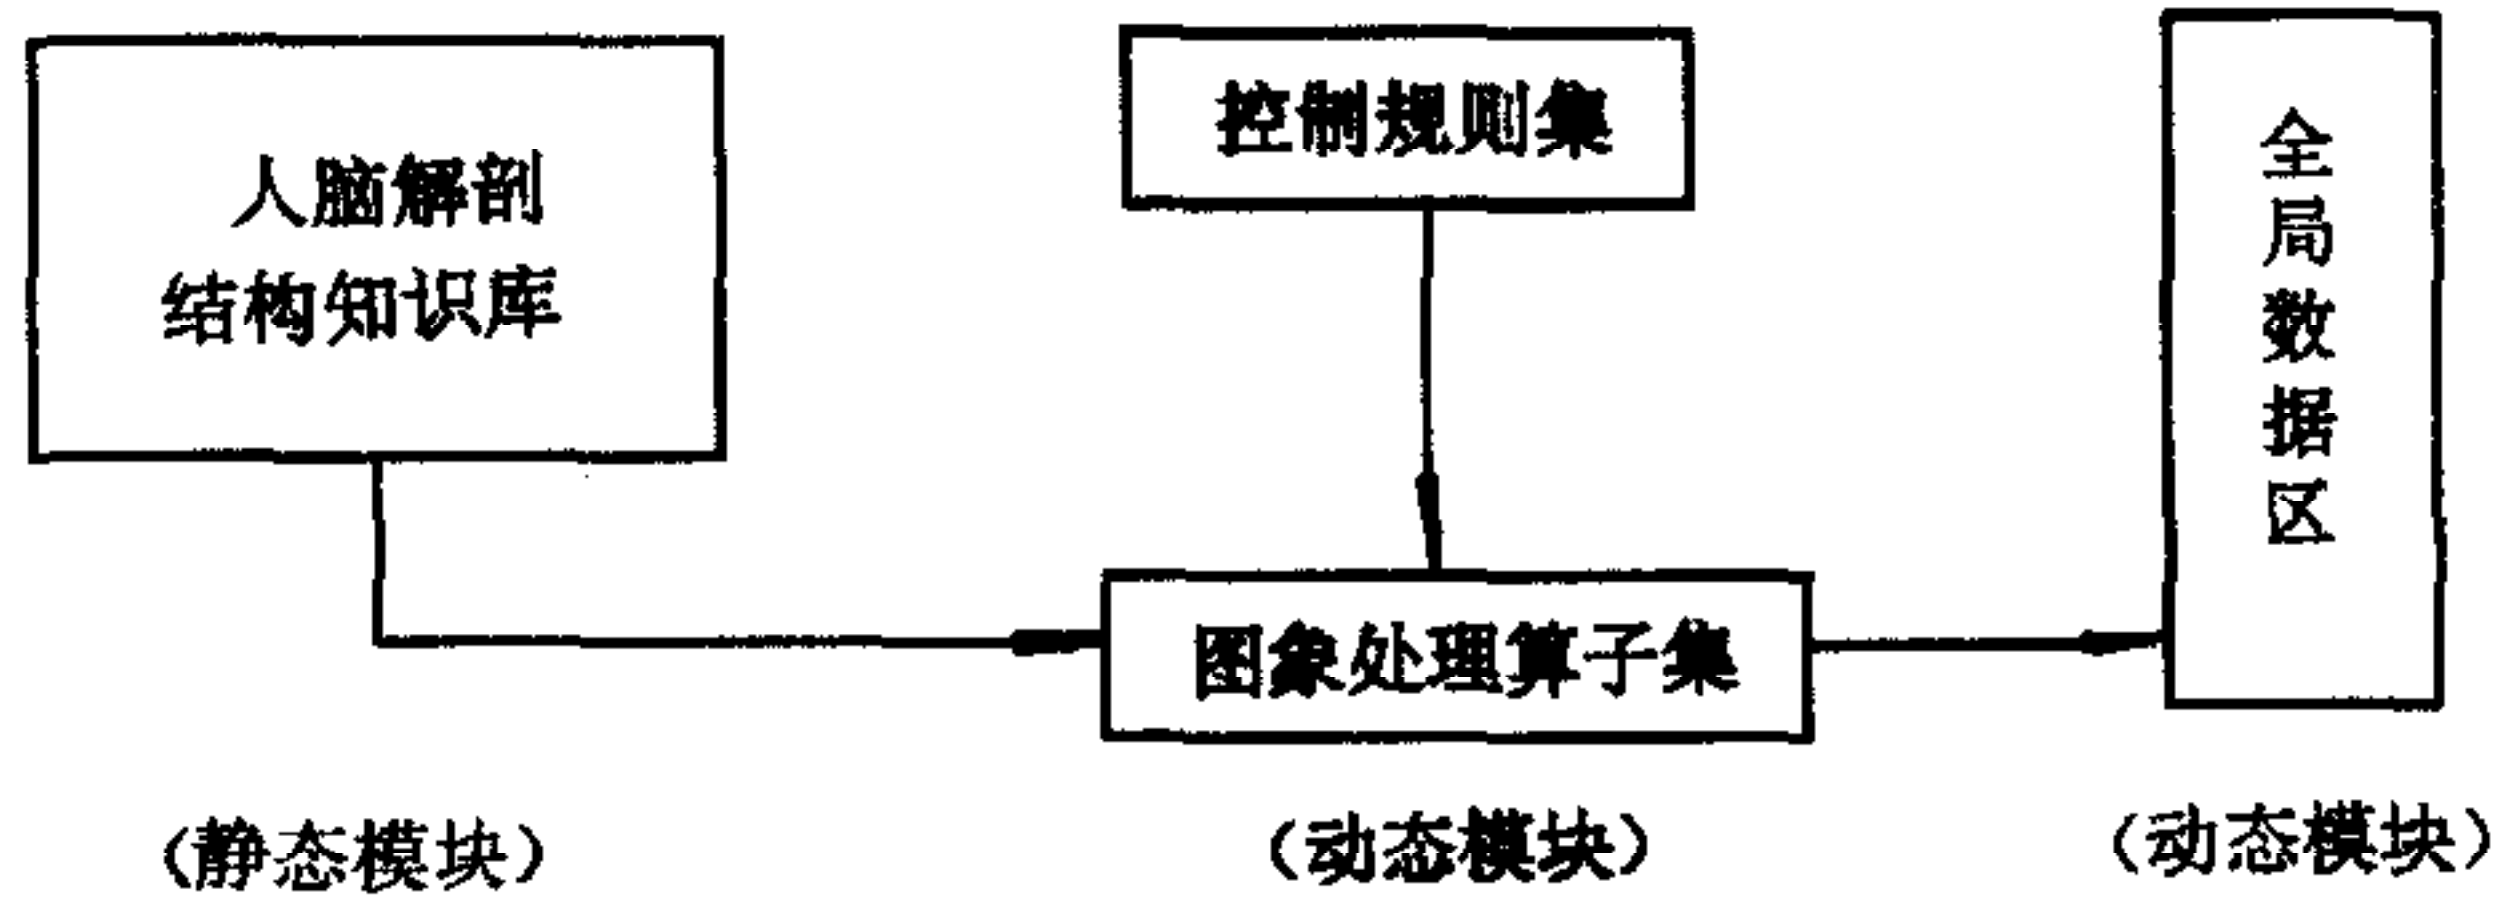 人脑解剖
结构知识库
控制规则集
图象处理算子集
全局数据区
(静态模块)
(动态模块)
(动态模块)